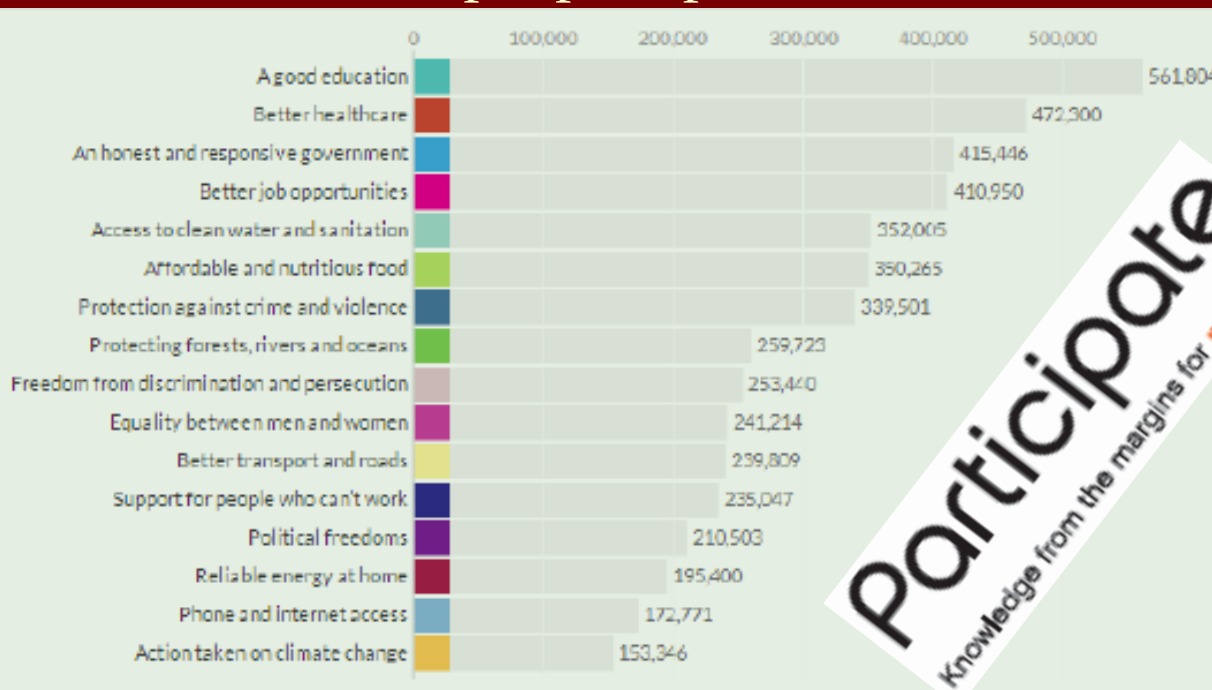 0 100,000 200,000 300,000 400,000 500,000
A good education 561,804
Better healthcare 472,300
An honest and responsive government 415,446
Better job opportunities 410,950
Access to clean water and sanitation 352,005
Affordable and nutritious food 350,265
Protection against crime and violence 339,501
Protecting forests, rivers and oceans 259,723
Freedom from discrimination and persecution 253,440
Equality between men and women 241,214
Better transport and roads 239,809
Support for people who can't work 235,047
Political freedoms 210,503
Reliable energy at home 195,400
Phone and internet access 172,771
Action taken on climate change 153,346
Participate
Knowledge from the margins for